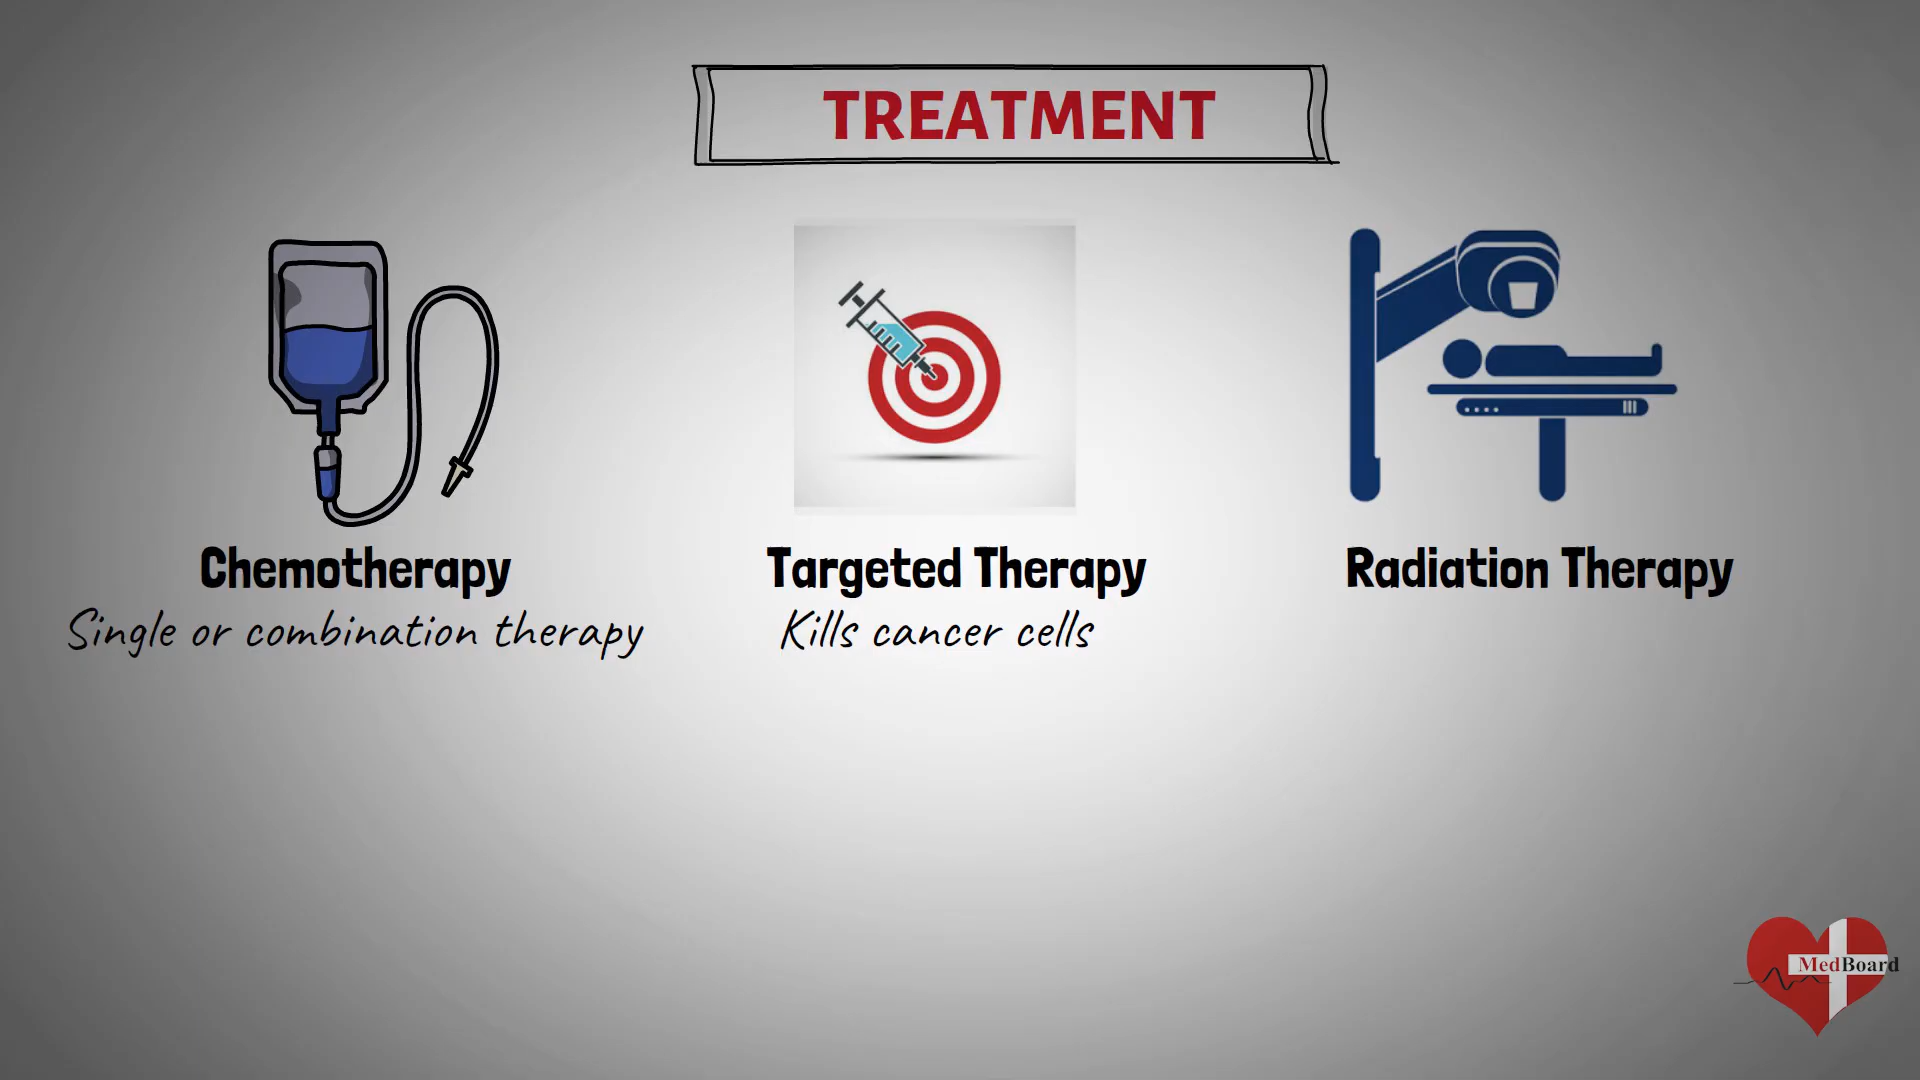 TREATMENT
Chemotherapy
Single or combination therapy
Targeted Therapy
Kills cancer cells
Radiation Therapy
MedBoard